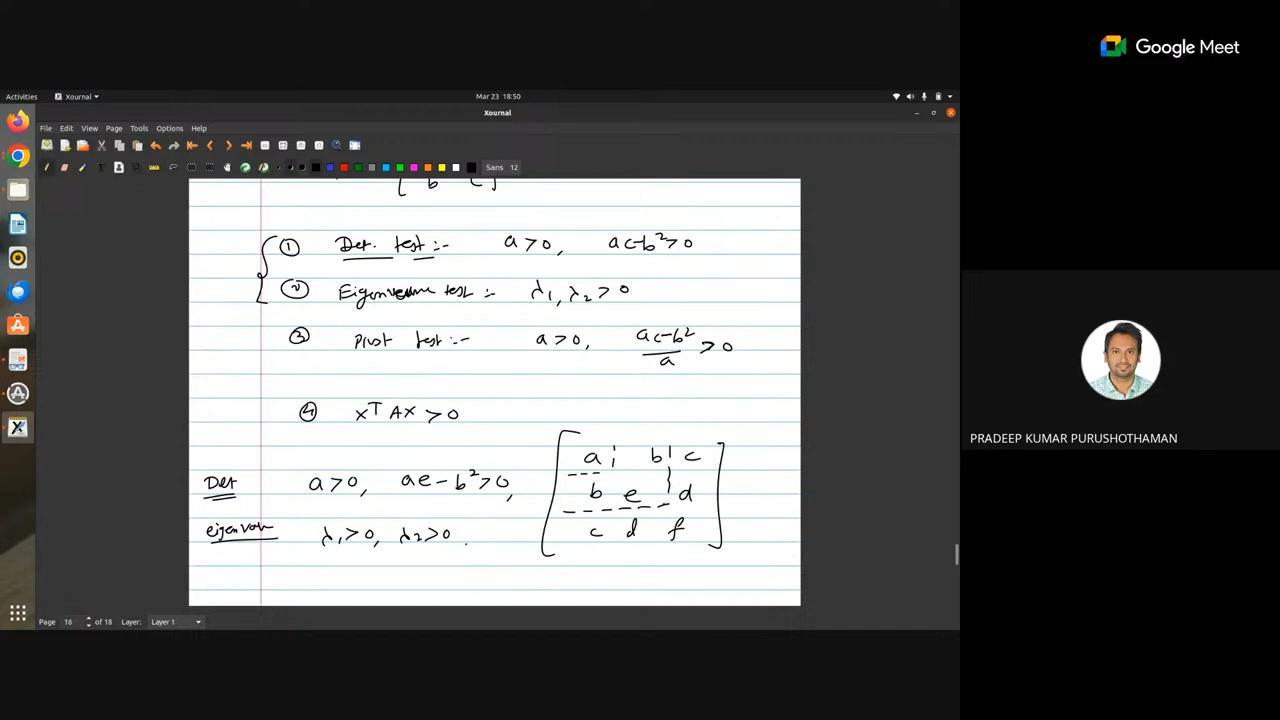 Google Meet
Activities Xournal Mar 23 18:50
Xournal
File Edit View Page Tools Options Help
Sans 12
b c
① Det. test :- a > 0, ac-b² > 0
② Eigenvalue test :- λ₁, λ₂ > 0
③ Pivot test :- a > 0, (ac-b²)/a > 0
④ xᵀ A x > 0
a b c
Det a > 0, ae - b² > 0, b e d
eigenvalue λ₁ > 0, λ₂ > 0 . c d f
PRADEEP KUMAR PURUSHOTHAMAN
Page 16 of 18 Layer: Layer 1